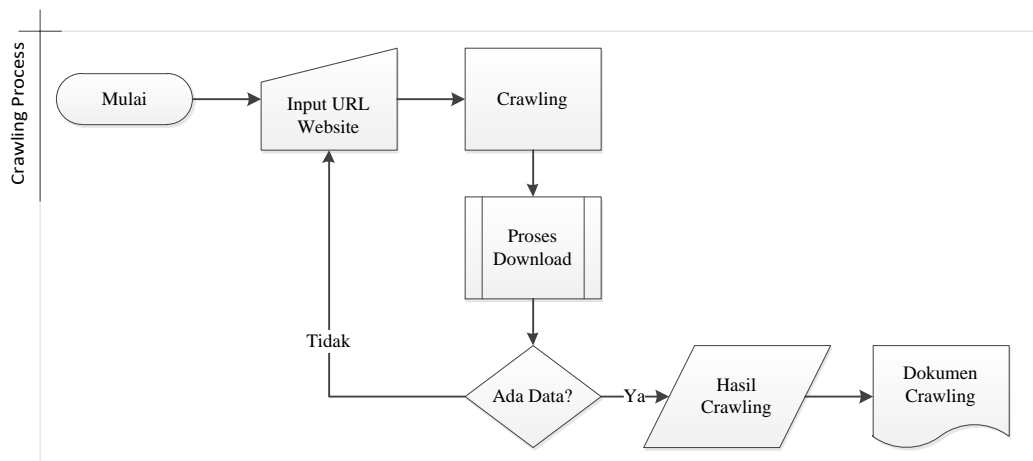 Crawling Process
Mulai
Input URL
Website
Crawling
Proses
Download
Tidak
Ada Data?
Ya
Hasil
Crawling
Dokumen
Crawling